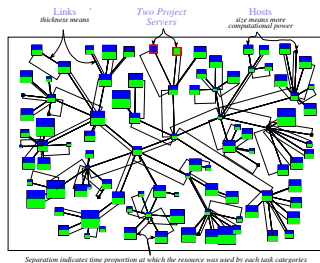 Links
thickness means
Two Project
Servers
Hosts
size means more
computational power
Separation indicates time proportion at which the resource was used by each task categories